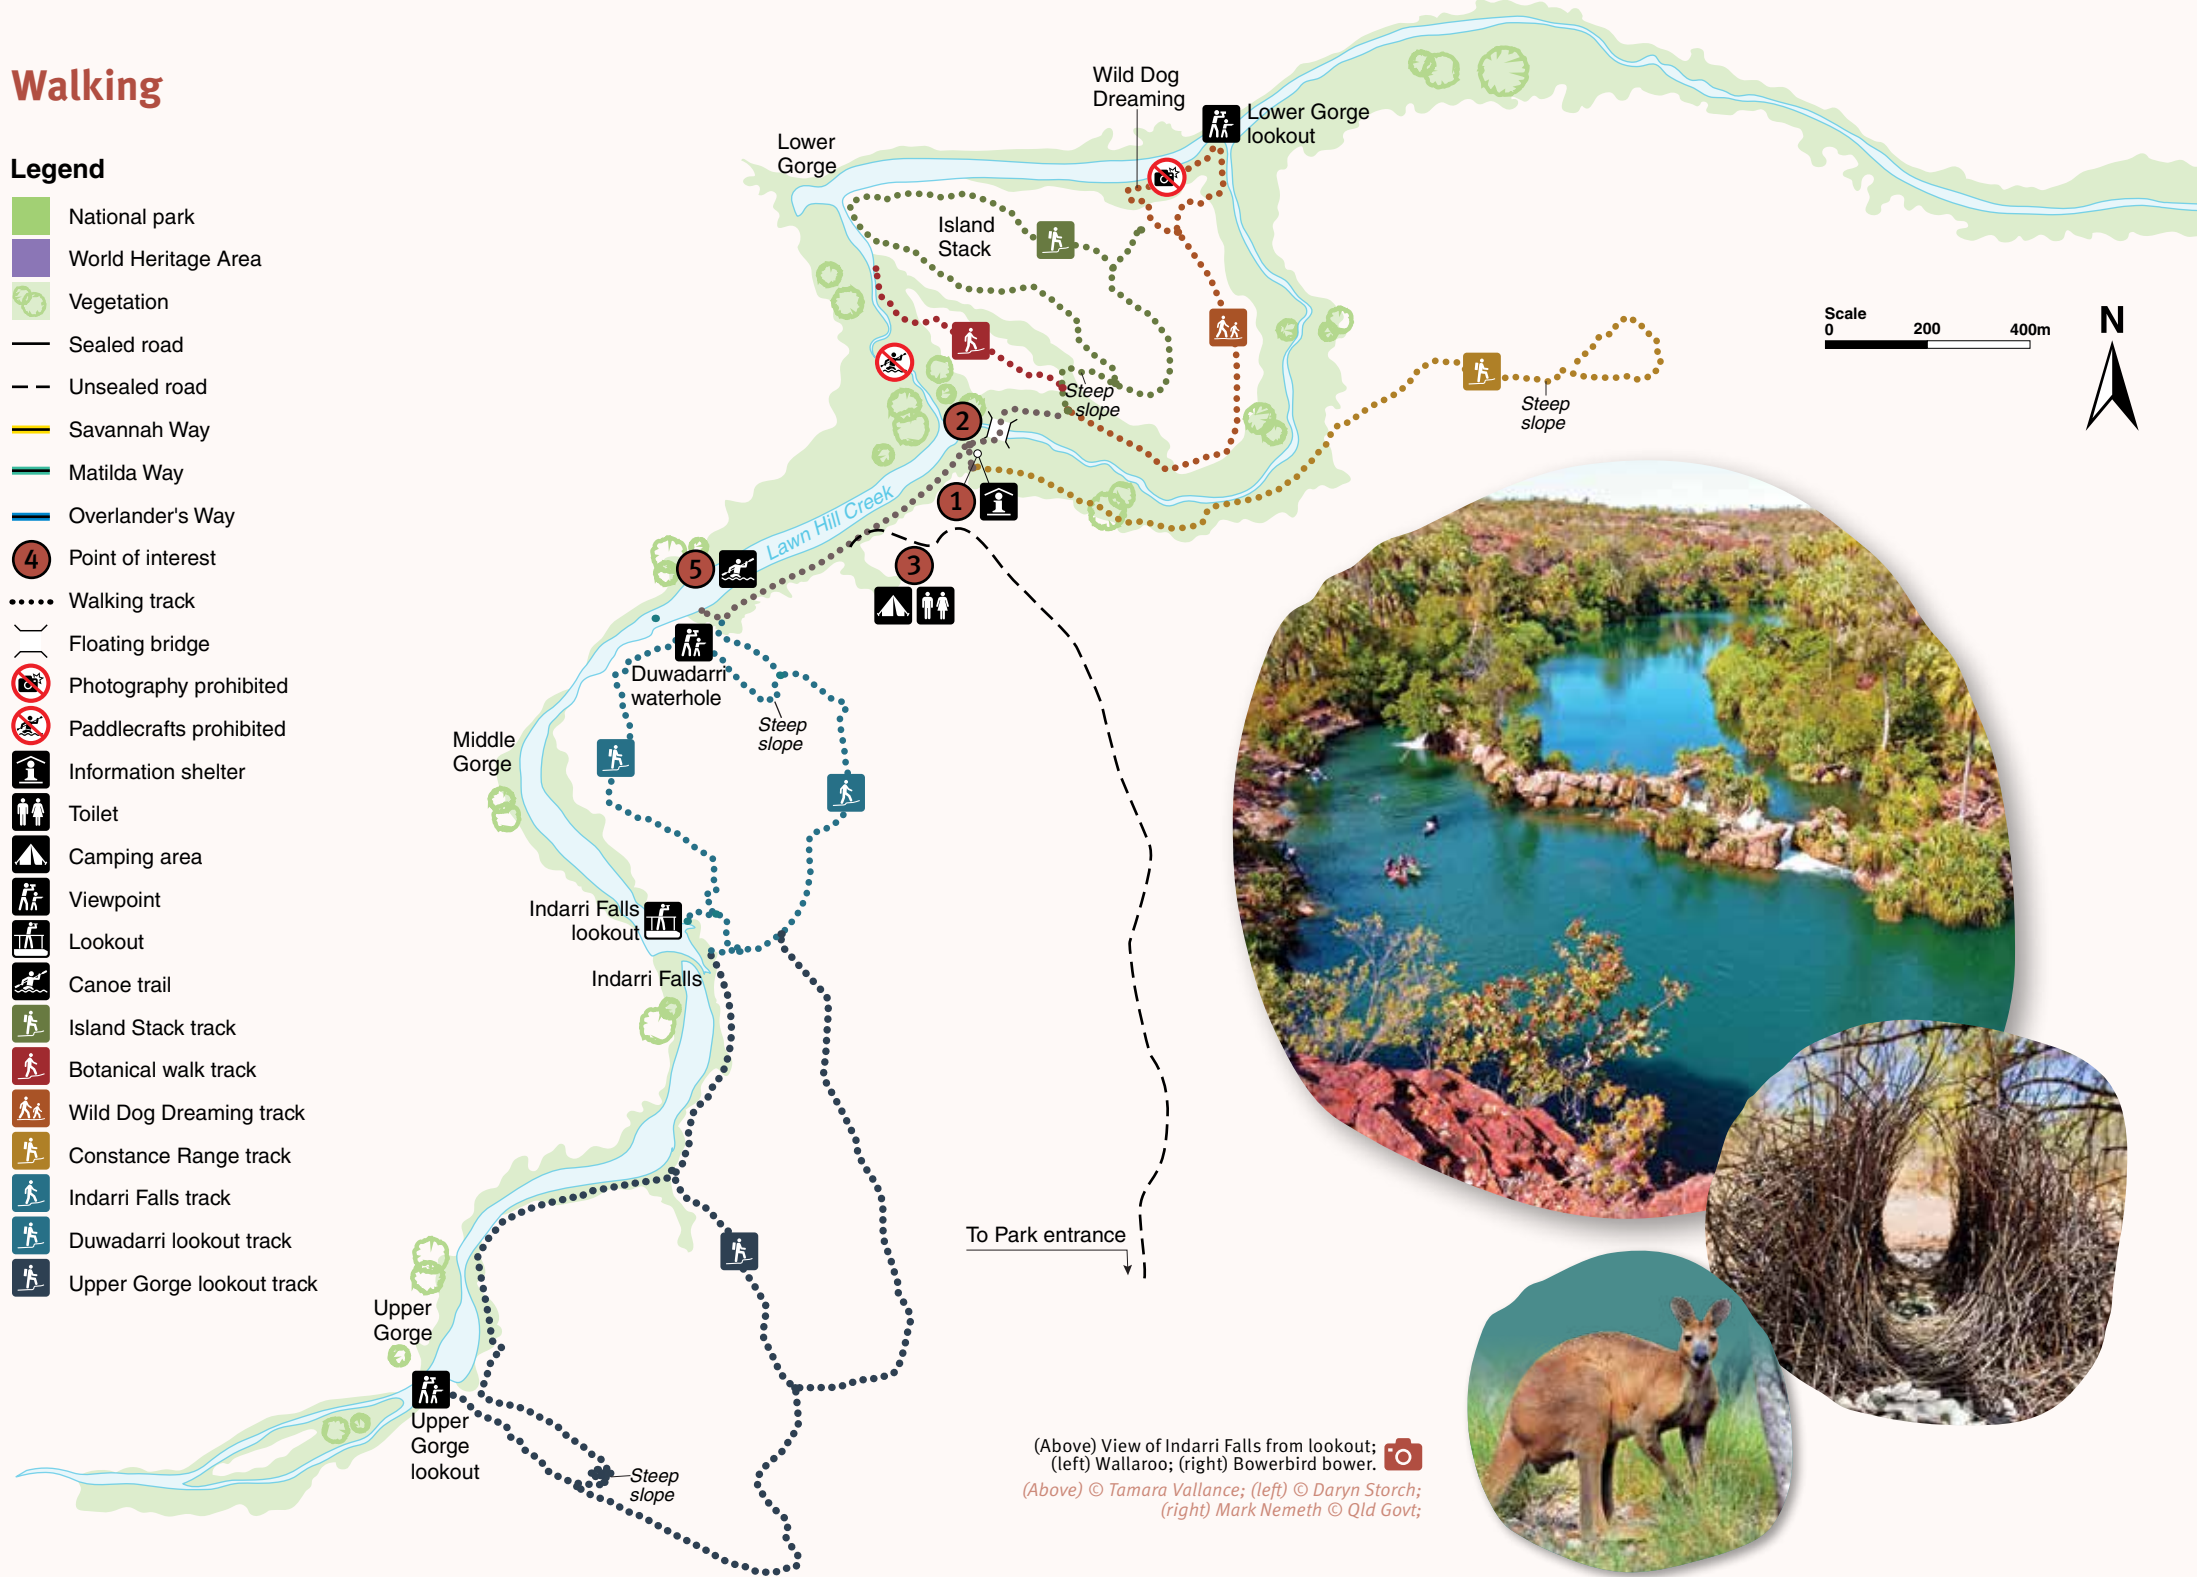 Walking
Legend
National park
World Heritage Area
Vegetation
Sealed road
Unsealed road
Savannah Way
Matilda Way
Overlander's Way
4
Point of interest
Walking track
Floating bridge
Photography prohibited
Paddlecrafts prohibited
Information shelter
Toilet
Camping area
Viewpoint
Lookout
Canoe trail
Island Stack track
Botanical walk track
Wild Dog Dreaming track
Constance Range track
Indarri Falls track
Duwadarri lookout track
Upper Gorge lookout track
Wild Dog
Dreaming
Lower Gorge
lookout
Lower
Gorge
Island
Stack
Scale
0 200 400m
N
Steep
slope
Steep
slope
2
1
Lawn Hill Creek
3
5
Duwadarri
waterhole
Steep
slope
Middle
Gorge
Indarri Falls
lookout
Indarri Falls
To Park entrance
Upper
Gorge
Upper
Gorge
lookout
Steep
slope
(Above) View of Indarri Falls from lookout;
(left) Wallaroo; (right) Bowerbird bower.
(Above) © Tamara Vallance; (left) © Daryn Storch;
(right) Mark Nemeth © Qld Govt;